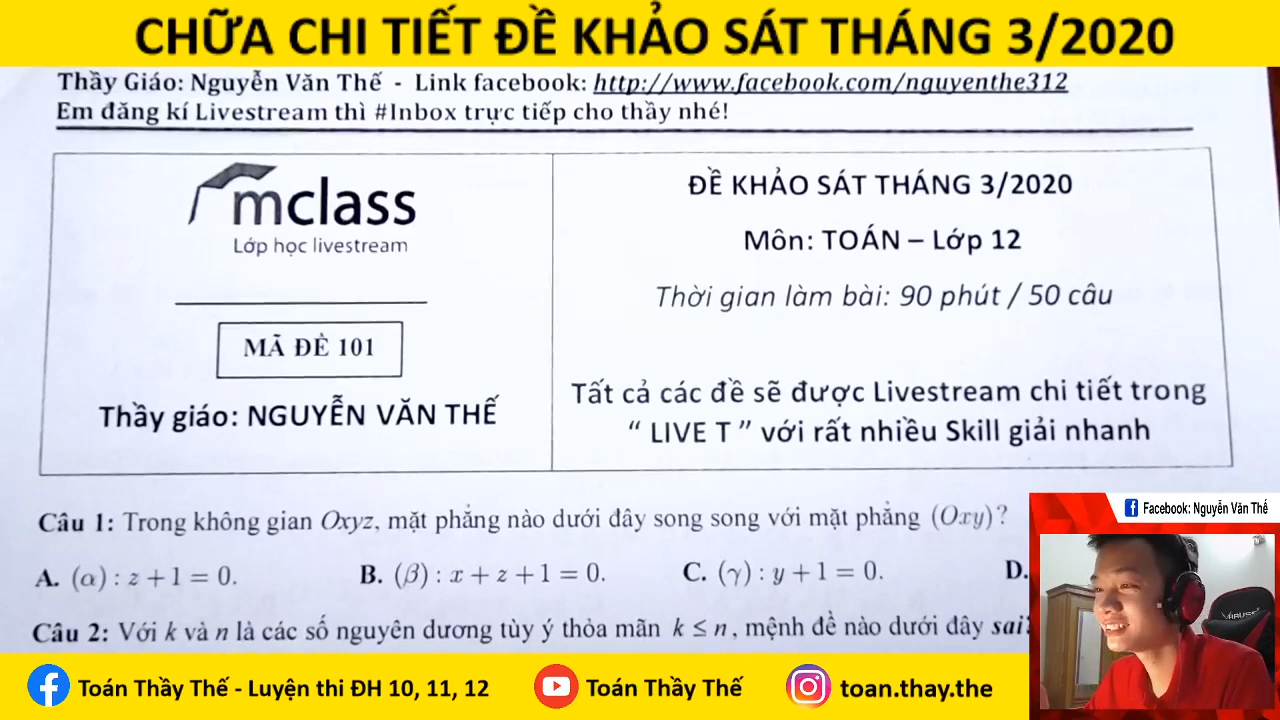 CHỮA CHI TIẾT ĐỀ KHẢO SÁT THÁNG 3/2020
Thầy Giáo: Nguyễn Văn Thế - Link facebook: http://www.facebook.com/nguyenthe312
Em đăng kí Livestream thì #Inbox trực tiếp cho thầy nhé!
mclass
Lớp học livestream
MÃ ĐỀ 101
Thầy giáo: NGUYỄN VĂN THẾ
ĐỀ KHẢO SÁT THÁNG 3/2020
Môn: TOÁN – Lớp 12
Thời gian làm bài: 90 phút / 50 câu
Tất cả các đề sẽ được Livestream chi tiết trong
“ LIVE T ” với rất nhiều Skill giải nhanh
Câu 1: Trong không gian Oxyz, mặt phẳng nào dưới đây song song với mặt phẳng (Oxy)?
A. (α) : z + 1 = 0. B. (β) : x + z + 1 = 0. C. (γ) : y + 1 = 0. D.
Câu 2: Với k và n là các số nguyên dương tùy ý thỏa mãn k ≤ n, mệnh đề nào dưới đây sai?
Facebook: Nguyễn Văn Thế
Toán Thầy Thế - Luyện thi ĐH 10, 11, 12
Toán Thầy Thế
toan.thay.the